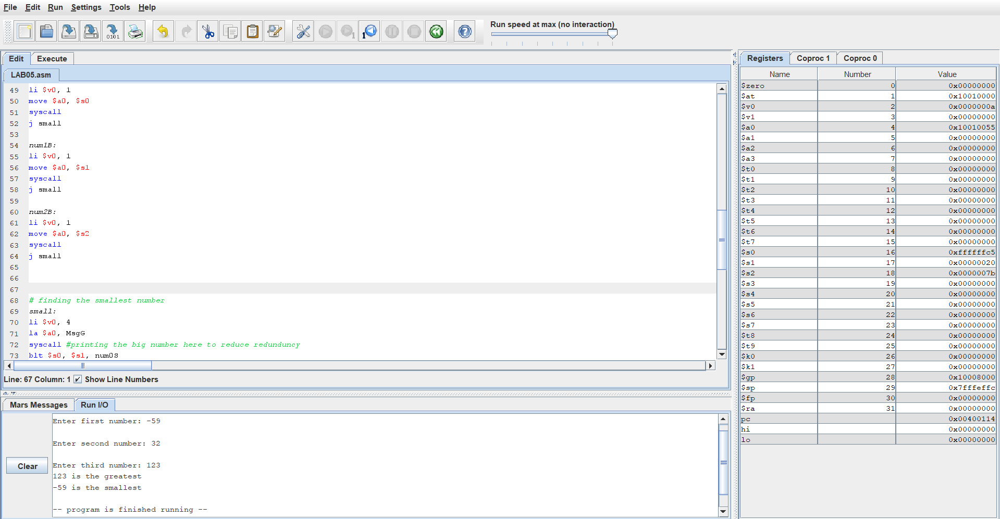 File Edit Run Settings Tools Help
0101
1
1
Run speed at max (no interaction)
Edit Execute
LAB05.asm
49 li $v0, 1
50 move $a0, $s0
51 syscall
52 j small
53
54 num1B:
55 li $v0, 1
56 move $a0, $s1
57 syscall
58 j small
59
60 num2B:
61 li $v0, 1
62 move $a0, $s2
63 syscall
64 j small
65
66
67
68 # finding the smallest number
69 small:
70 li $v0, 4
71 la $a0, MsgG
72 syscall #printing the big number here to reduce redunduncy
73 blt $s0, $s1, num0S
Line: 67 Column: 1 Show Line Numbers
Mars Messages Run I/O
Clear
Enter first number: -59
Enter second number: 32
Enter third number: 123
123 is the greatest
-59 is the smallest
-- program is finished running --
Registers Coproc 1 Coproc 0
Name Number Value
$zero 0 0x00000000
$at 1 0x10010000
$v0 2 0x0000000a
$v1 3 0x00000000
$a0 4 0x10010055
$a1 5 0x00000000
$a2 6 0x00000000
$a3 7 0x00000000
$t0 8 0x00000000
$t1 9 0x00000000
$t2 10 0x00000000
$t3 11 0x00000000
$t4 12 0x00000000
$t5 13 0x00000000
$t6 14 0x00000000
$t7 15 0x00000000
$s0 16 0xffffffc5
$s1 17 0x00000020
$s2 18 0x0000007b
$s3 19 0x00000000
$s4 20 0x00000000
$s5 21 0x00000000
$s6 22 0x00000000
$s7 23 0x00000000
$t8 24 0x00000000
$t9 25 0x00000000
$k0 26 0x00000000
$k1 27 0x00000000
$gp 28 0x10008000
$sp 29 0x7fffeffc
$fp 30 0x00000000
$ra 31 0x00000000
pc 0x00400114
hi 0x00000000
lo 0x00000000